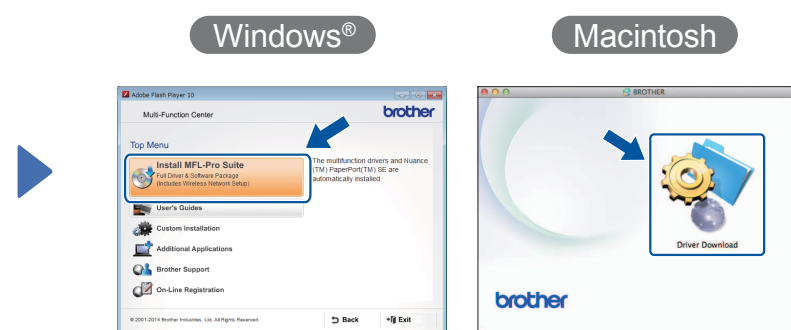 Windows®
Macintosh
Adobe Flash Player 10
Multi-Function Center
brother
Top Menu
Install MFL-Pro Suite
Full Driver & Software Package
(Includes Wireless Network Setup)
The multifunction drivers and Nuance
(TM) PaperPort(TM) SE are
automatically installed.
User's Guides
Custom Installation
Additional Applications
Brother Support
On-Line Registration
© 2001-2014 Brother Industries, Ltd. All Rights Reserved.
Back
Exit
BROTHER
Driver Download
brother